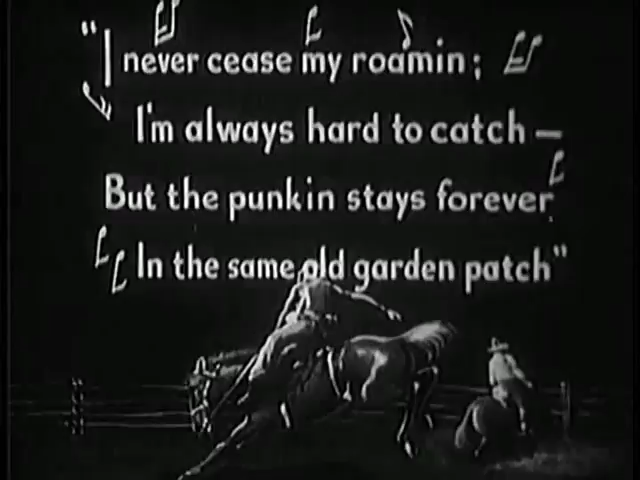 "I never cease my roamin;
I'm always hard to catch —
But the punkin stays forever
In the same old garden patch"